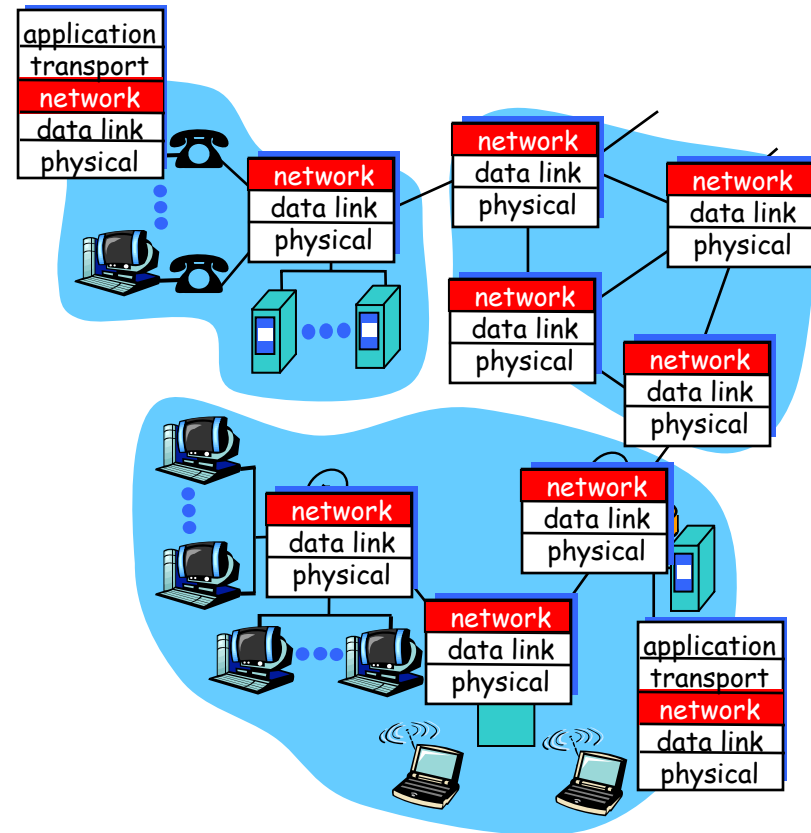 application
transport
network
data link
physical
network
data link
physical
network
data link
physical
network
data link
physical
network
data link
physical
network
data link
physical
network
data link
physical
network
data link
physical
network
data link
physical
application
transport
network
data link
physical